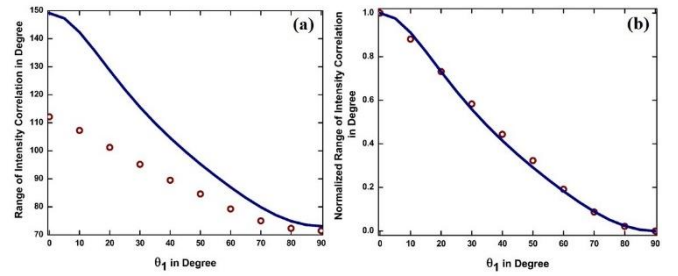 (a)
Range of Intensity Correlation in Degree
150
140
130
120
110
100
90
80
70
0 10 20 30 40 50 60 70 80 90
θ1 in Degree
(b)
Normalized Range of Intensity Correlation
in Degree
1.0
0.8
0.6
0.4
0.2
0.0
0 10 20 30 40 50 60 70 80 90
θ1 in Degree